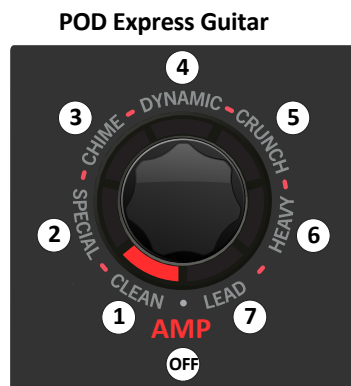 POD Express Guitar
4
DYNAMIC
3
CHIME
CRUNCH
5
2
SPECIAL
HEAVY
6
1
CLEAN
LEAD
7
AMP
OFF